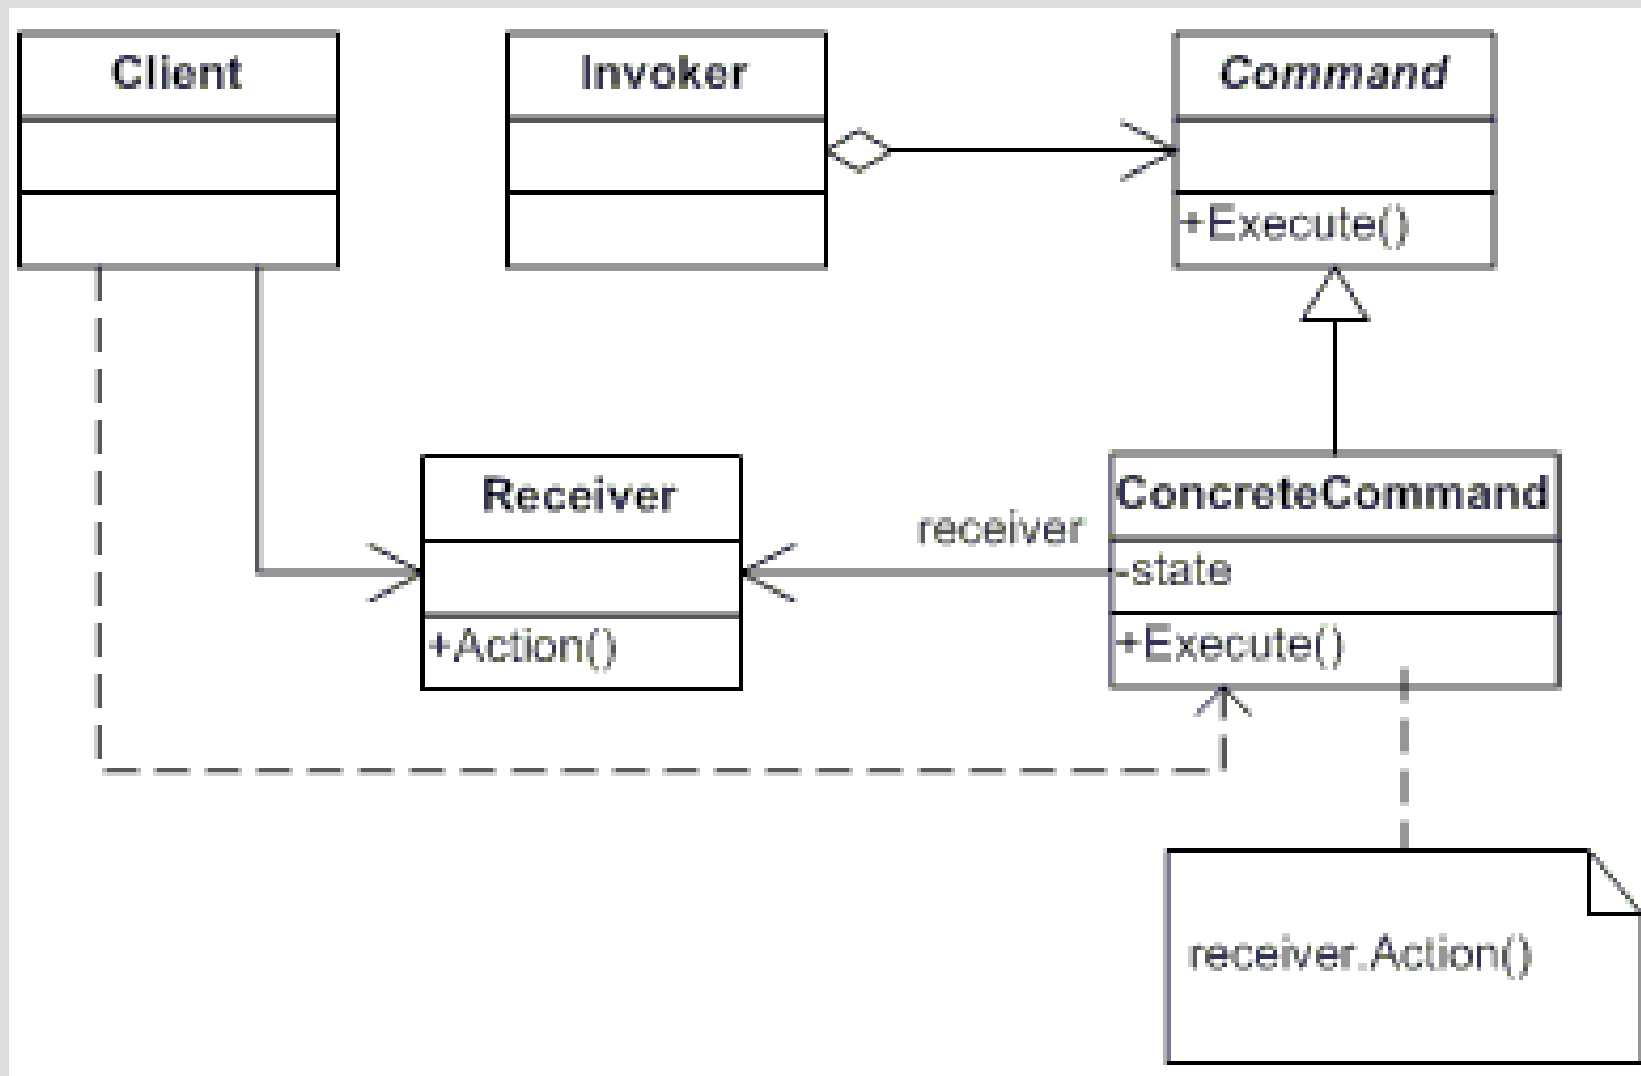 Client
Invoker
Command
+Execute()
Receiver
+Action()
receiver
ConcreteCommand
-state
+Execute()
receiver.Action()